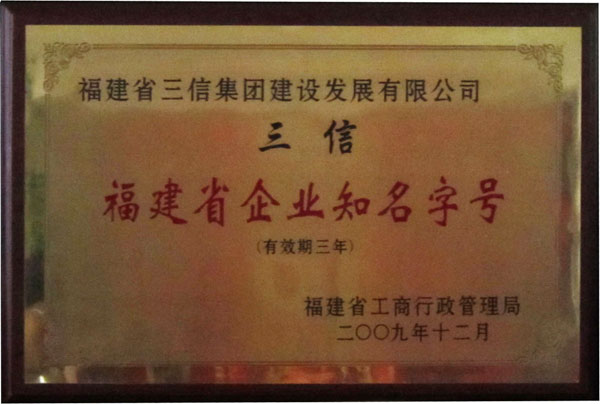 福建省三信集团建设发展有限公司
三信
福建省企业知名字号
(有效期三年)
福建省工商行政管理局
二〇〇九年十二月